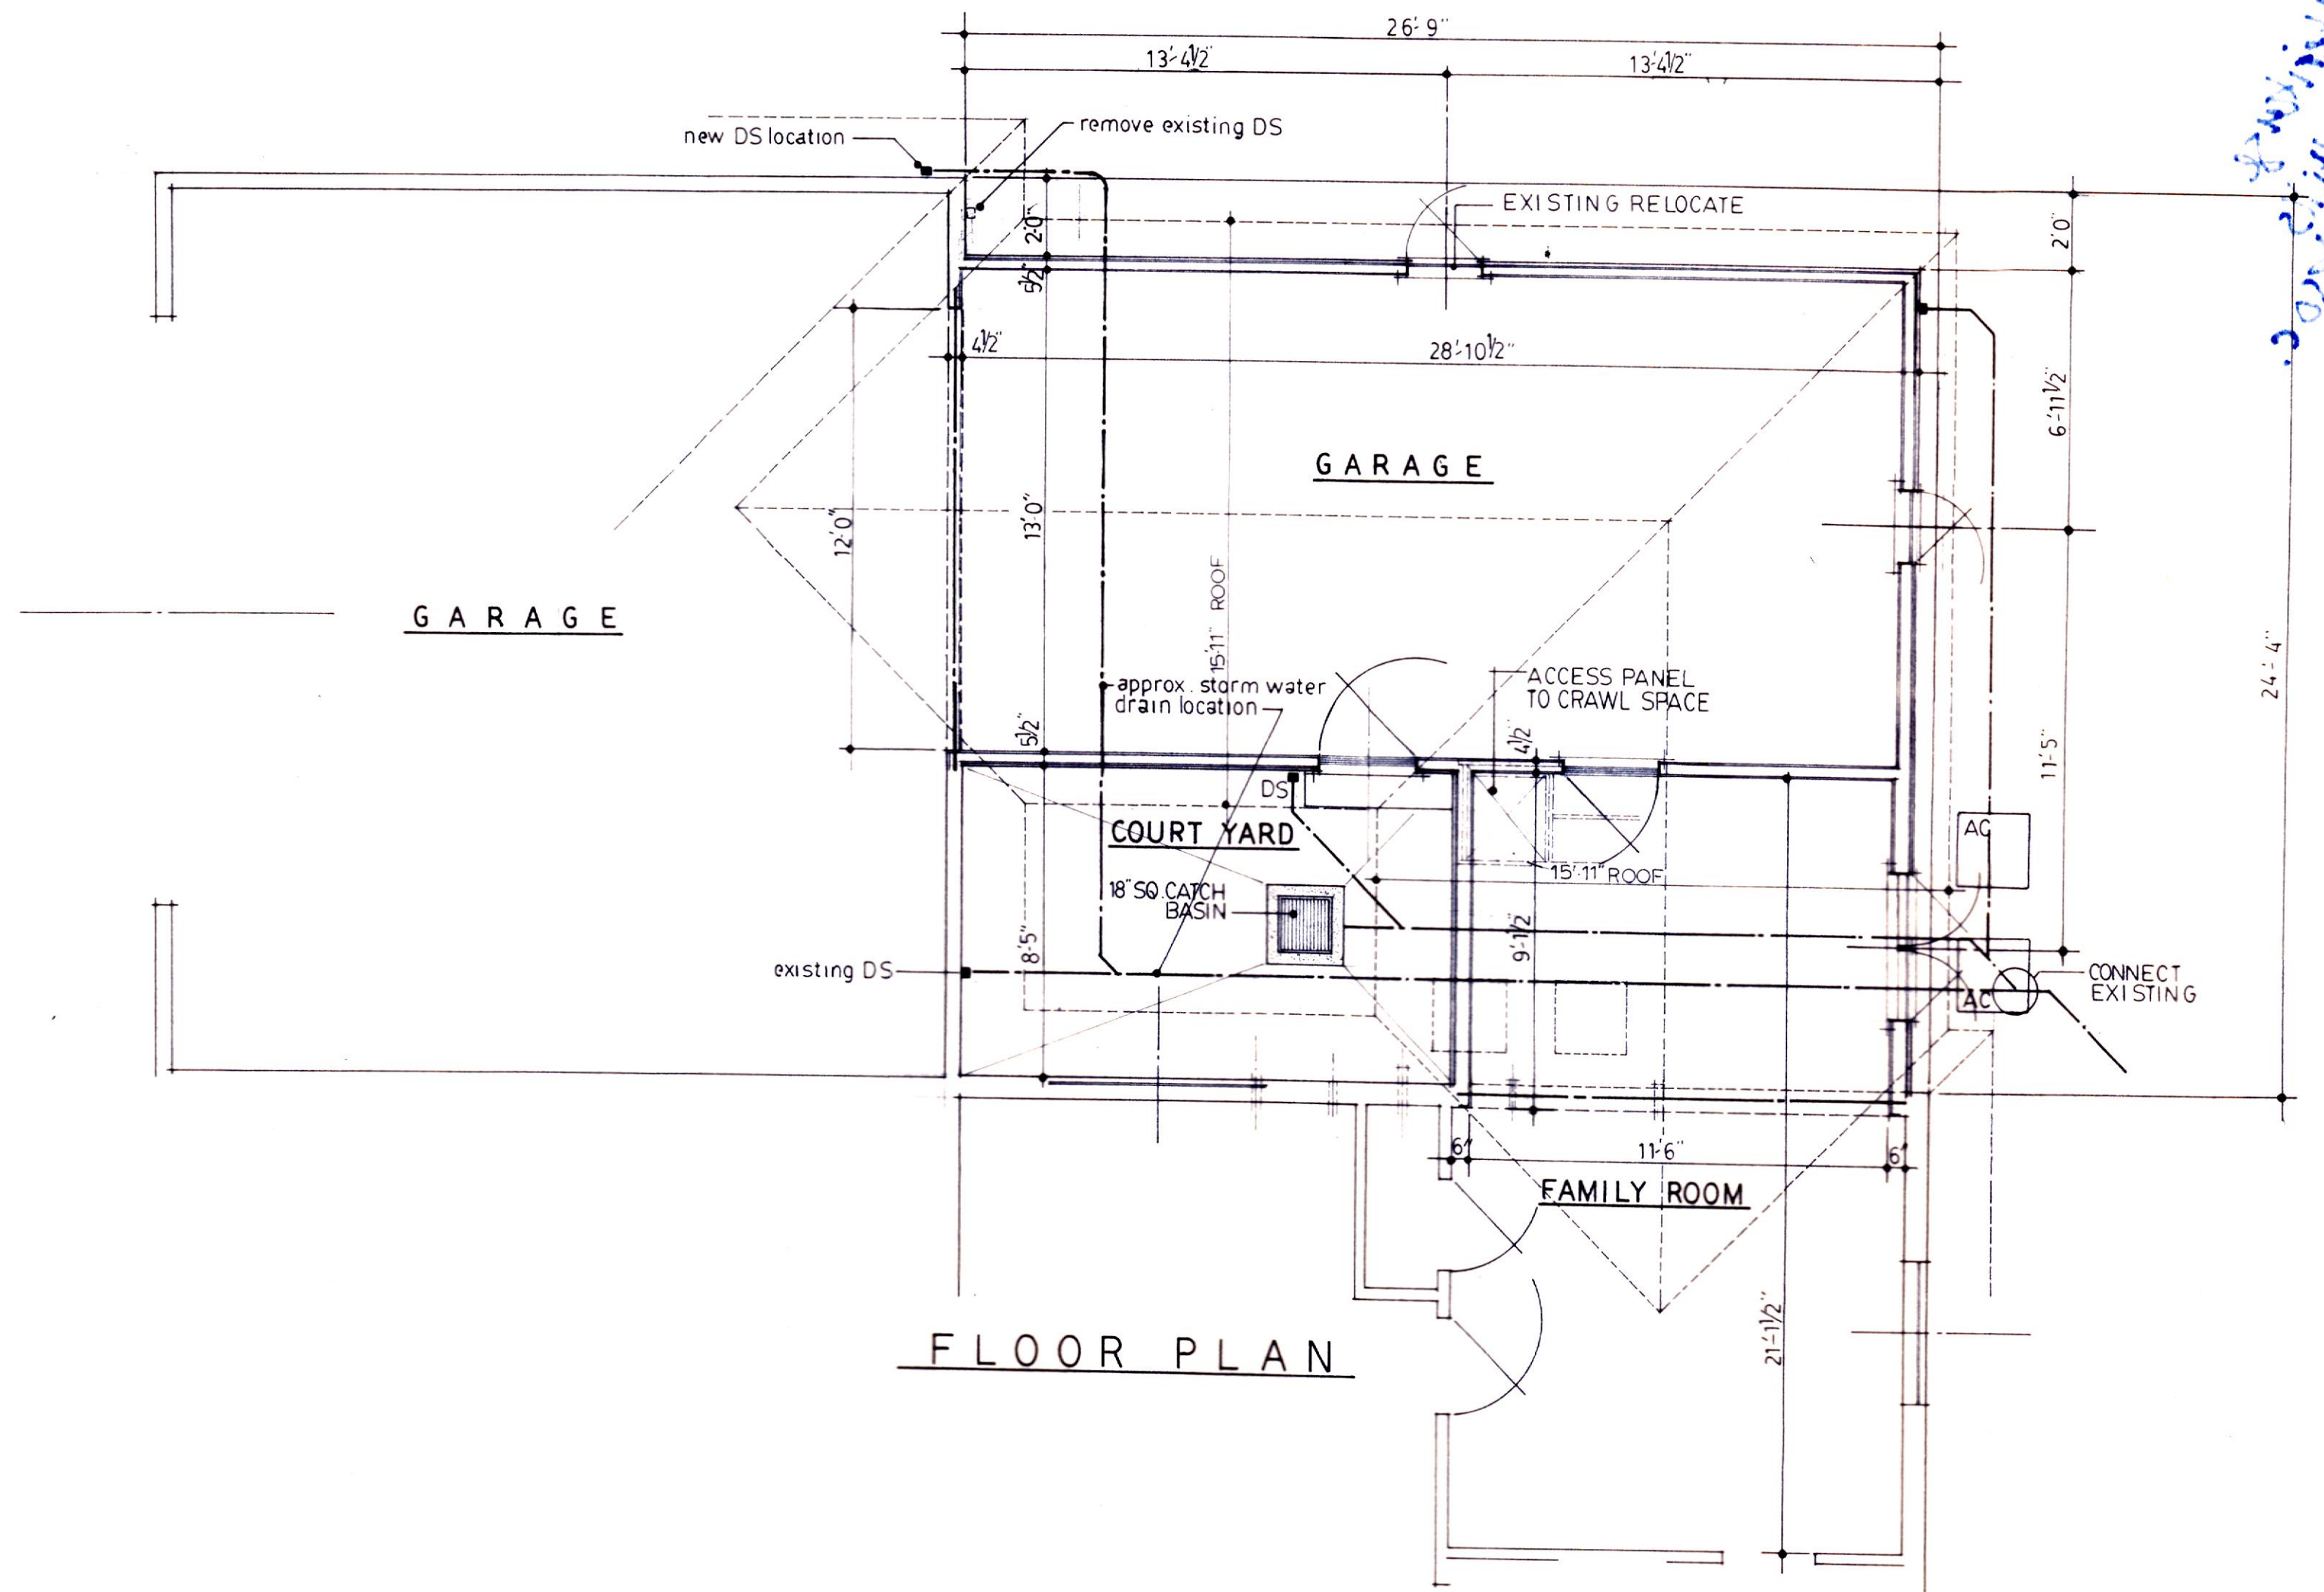 26'-9"
13'-4½"
13'-4½"
new DS location
remove existing DS
EXISTING RELOCATE
2'-0"
2'-0"
5½"
4½"
28'-10½"
6'-11½"
GARAGE
12'-0"
13'-0"
15'-11" ROOF
GARAGE
24'-4"
approx. storm water
drain location
ACCESS PANEL
TO CRAWL SPACE
5½"
4½"
11'-5"
DS
COURT YARD
AC
15'-11" ROOF
18" SQ. CATCH
BASIN
8'-5"
9'-1½"
existing DS
AC
CONNECT
EXISTING
6"
11'-6"
6"
FAMILY ROOM
21'-1½"
FLOOR PLAN